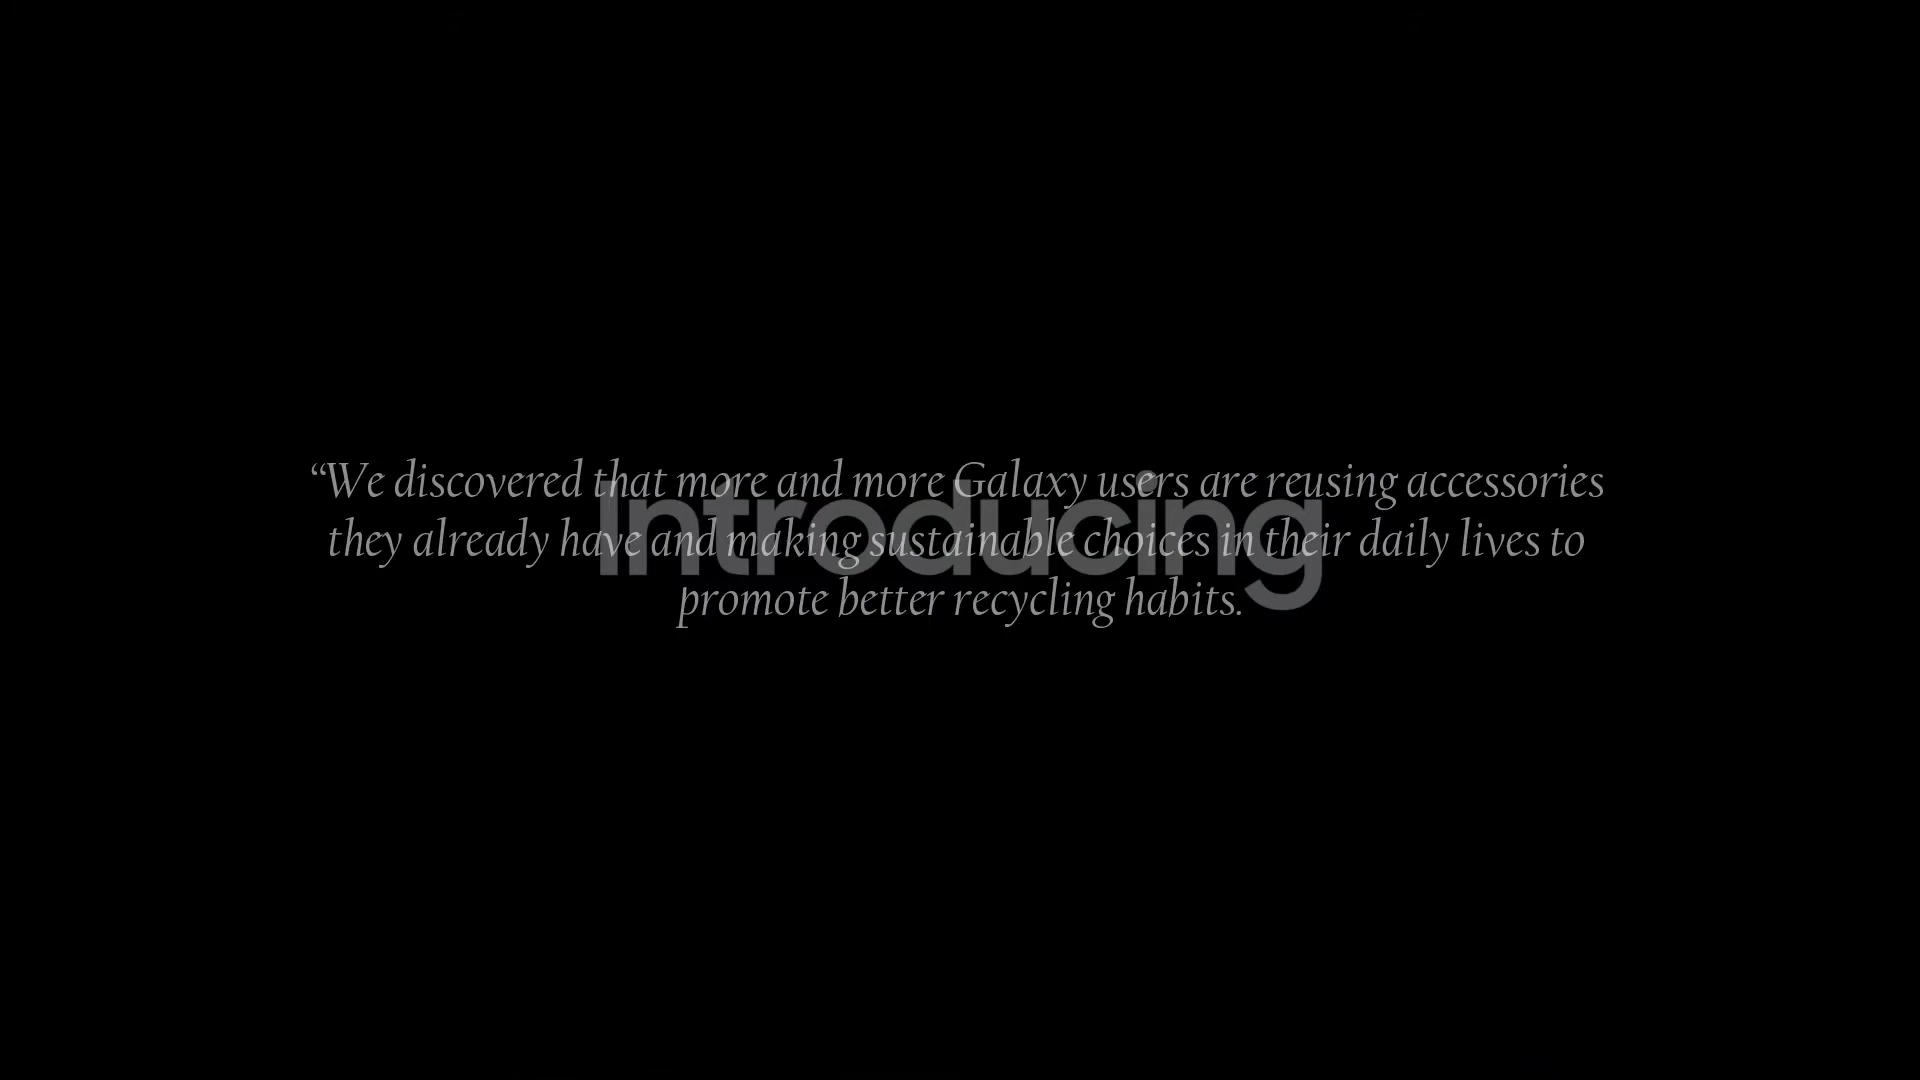 “We discovered that more and more Galaxy users are reusing accessories
they already have and making sustainable choices in their daily lives to
promote better recycling habits.
Introducing